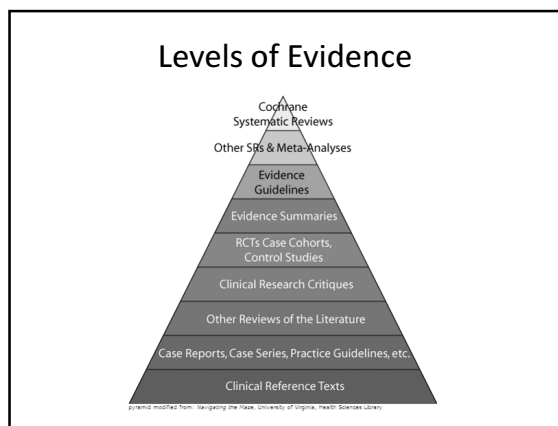 Levels of Evidence
Cochrane
Systematic Reviews
Other SRs & Meta-Analyses
Evidence
Guidelines
Evidence Summaries
RCTs Case Cohorts,
Control Studies
Clinical Research Critiques
Other Reviews of the Literature
Case Reports, Case Series, Practice Guidelines, etc.
Clinical Reference Texts
pyramid modified from: Navigating the Maze, University of Virginia, Health Sciences Library